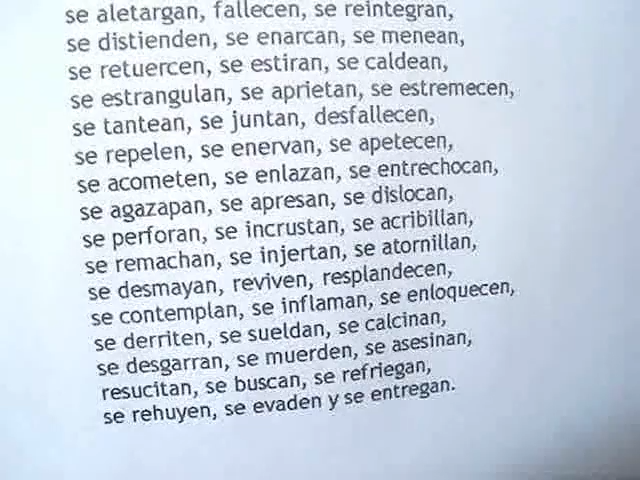 se aletargan, fallecen, se reintegran,
se distienden, se enarcan, se menean,
se retuercen, se estiran, se caldean,
se estrangulan, se aprietan, se estremecen,
se tantean, se juntan, desfallecen,
se repelen, se enervan, se apetecen,
se acometen, se enlazan, se entrechocan,
se agazapan, se apresan, se dislocan,
se perforan, se incrustan, se acribillan,
se remachan, se injertan, se atornillan,
se desmayan, reviven, resplandecen,
se contemplan, se inflaman, se enloquecen,
se derriten, se sueldan, se calcinan,
se desgarran, se muerden, se asesinan,
resucitan, se buscan, se refriegan,
se rehuyen, se evaden y se entregan.